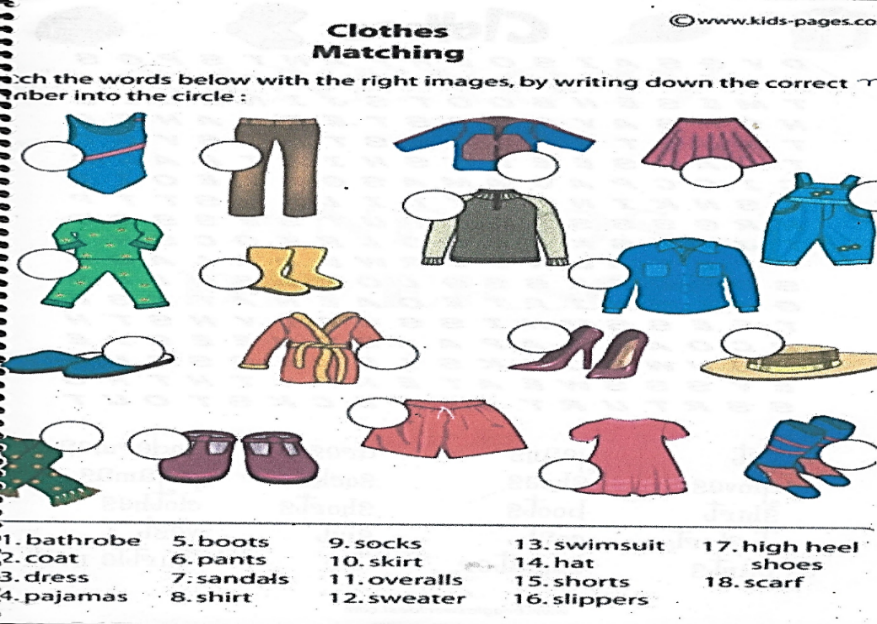 Clothes
©www.kids-pages.co
Matching
ch the words below with the right images, by writing down the correct
ber into the circle :
1. bathrobe
2. coat
3. dress
4. pajamas
5. boots
6. pants
7. sandals
8. shirt
9. socks
10. skirt
11. overalls
12. sweater
13. swimsuit
14. hat
15. shorts
16. slippers
17. high heel
shoes
18. scarf